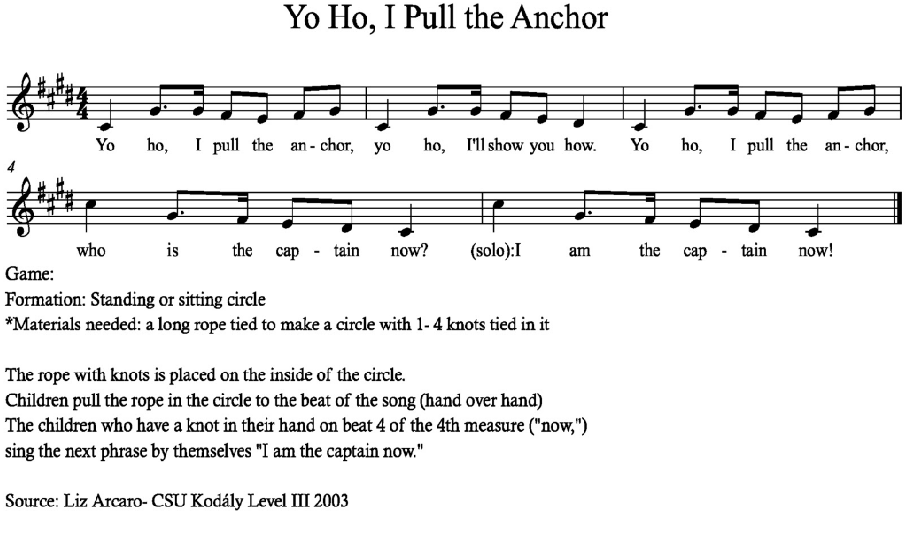 Yo Ho, I Pull the Anchor
Yo ho, I pull the an - chor, yo ho, I'll show you how. Yo ho, I pull the an - chor,
4
who is the cap - tain now? (solo):I am the cap - tain now!
Game:
Formation: Standing or sitting circle
*Materials needed: a long rope tied to make a circle with 1- 4 knots tied in it
The rope with knots is placed on the inside of the circle.
Children pull the rope in the circle to the beat of the song (hand over hand)
The children who have a knot in their hand on beat 4 of the 4th measure ("now,")
sing the next phrase by themselves "I am the captain now."
Source: Liz Arcaro- CSU Kodály Level III 2003